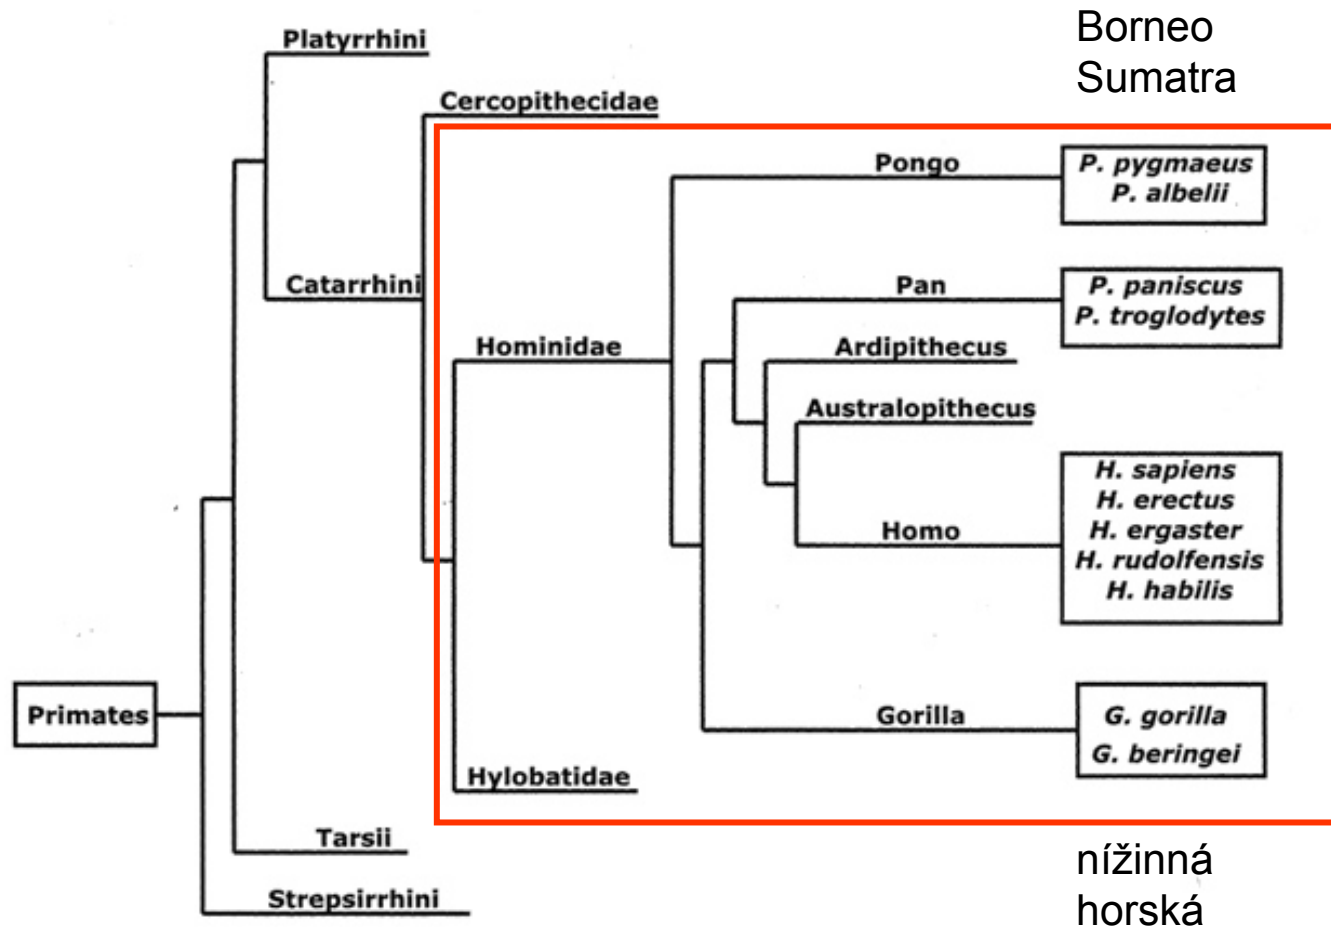 Borneo
Sumatra
Platyrrhini
Cercopithecidae
Pongo
P. pygmaeus
P. albelii
Catarrhini
Pan
P. paniscus
P. troglodytes
Hominidae
Ardipithecus
Australopithecus
Homo
H. sapiens
H. erectus
H. ergaster
H. rudolfensis
H. habilis
Primates
Gorilla
G. gorilla
G. beringei
Hylobatidae
Tarsii
Strepsirrhini
nížinná
horská